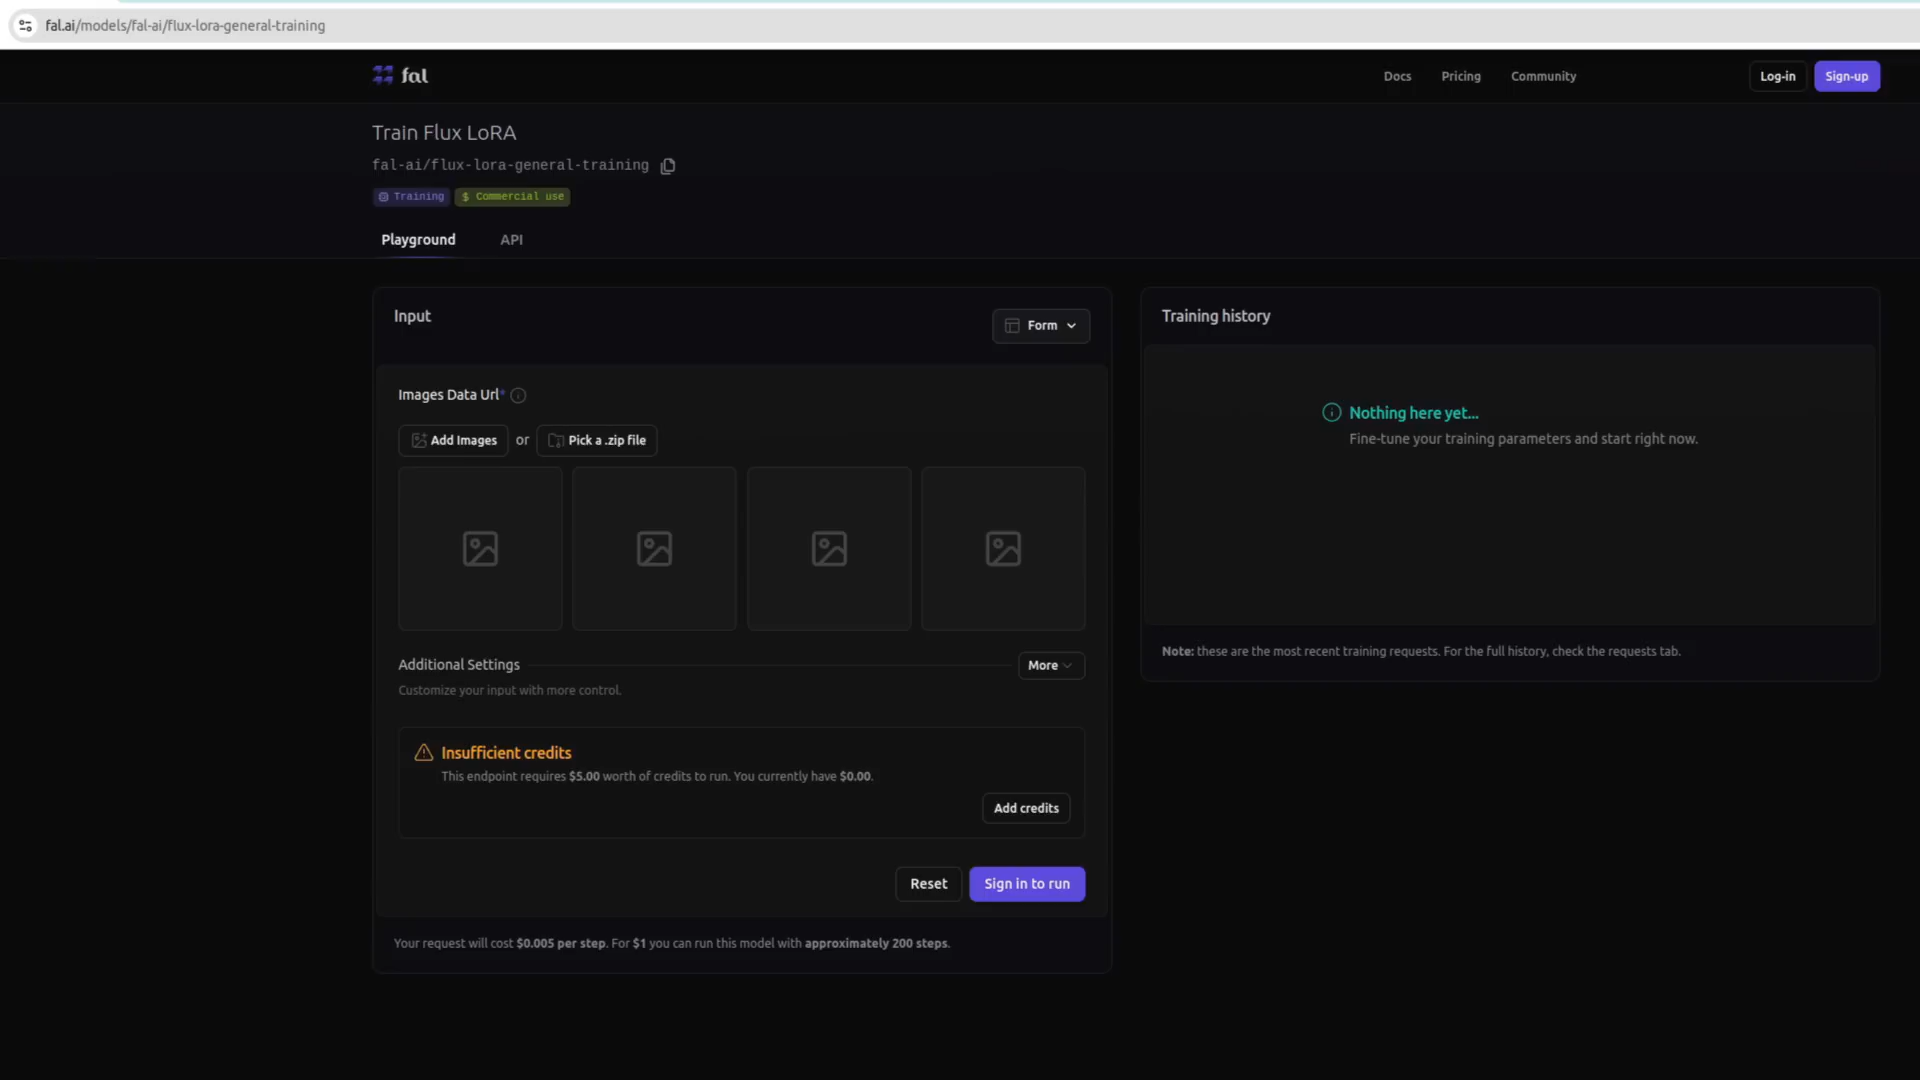 fal.ai/models/fal-ai/flux-lora-general-training
fal
Docs
Pricing
Community
Log-in
Sign-up
Train Flux LoRA
fal-ai/flux-lora-general-training
Training
$ Commercial use
Playground
API
Input
Form
Images Data Url*
Add Images
or
Pick a .zip file
Additional Settings
More
Customize your input with more control.
Insufficient credits
This endpoint requires $5.00 worth of credits to run. You currently have $0.00.
Add credits
Reset
Sign in to run
Your request will cost $0.005 per step. For $1 you can run this model with approximately 200 steps.
Training history
Nothing here yet...
Fine-tune your training parameters and start right now.
Note: these are the most recent training requests. For the full history, check the requests tab.